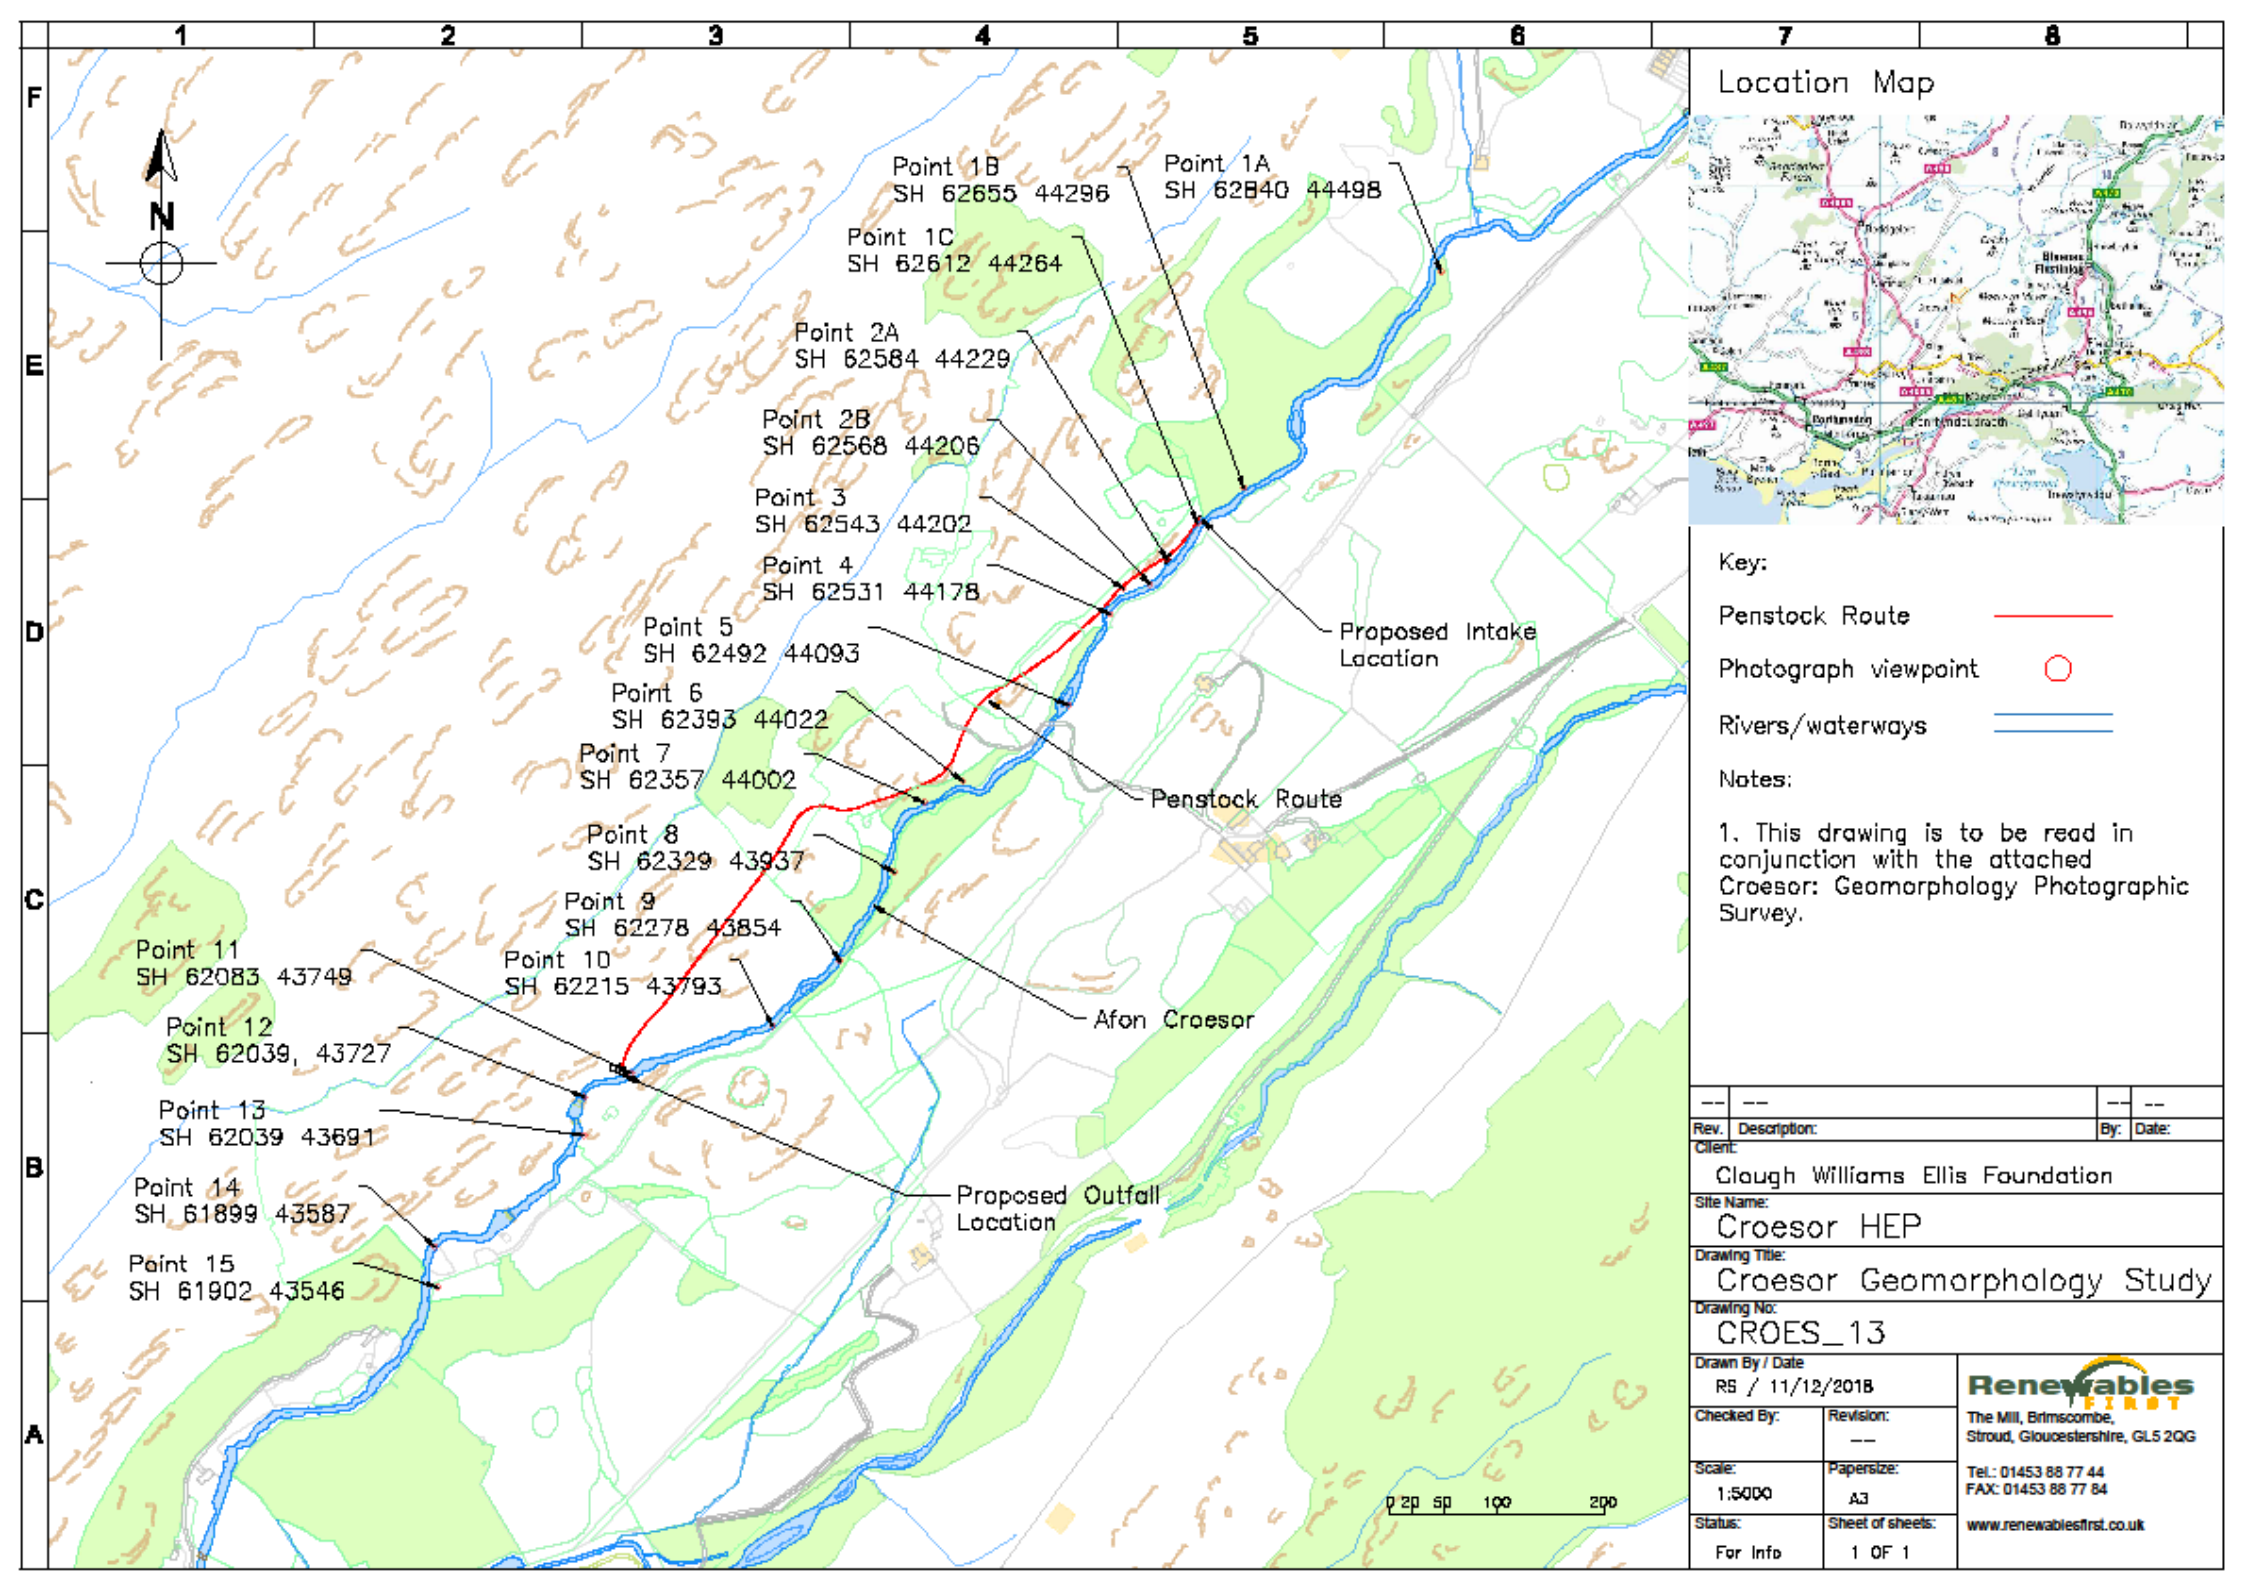 1 2 3 4 5 6 7 8
F
E
D
C
B
A
N
Point 1B
SH 62655 44296
Point 1A
SH 62840 44498
Point 1C
SH 62612 44264
Point 2A
SH 62584 44229
Point 2B
SH 62568 44206
Point 3
SH 62543 44202
Point 4
SH 62531 44178
Point 5
SH 62492 44093
Point 6
SH 62393 44022
Point 7
SH 62357 44002
Point 8
SH 62329 43937
Point 9
SH 62278 43854
Point 10
SH 62215 43793
Point 11
SH 62083 43749
Point 12
SH 62039, 43727
Point 13
SH 62039 43691
Point 14
SH 61899 43587
Point 15
SH 61902 43546
Proposed Intake
Location
Penstock Route
Afon Croesor
Proposed Outfall
Location
0 20 50 100 200
Location Map
Key:
Penstock Route
Photograph viewpoint
Rivers/waterways
Notes:
1. This drawing is to be read in
conjunction with the attached
Croesor: Geomorphology Photographic
Survey.
-- -- -- --
Rev. Description: By: Date:
Client:
Clough Williams Ellis Foundation
Site Name:
Croesor HEP
Drawing Title:
Croesor Geomorphology Study
Drawing No:
CROES_13
Drawn By / Date
RS / 11/12/2018
Checked By: Revision:
--
Scale: Papersize:
1:5000 A3
Status: Sheet of sheets:
For Info 1 OF 1
Renewables
FIRST
The Mill, Brimscombe,
Stroud, Gloucestershire, GL5 2QG
Tel.: 01453 88 77 44
FAX: 01453 88 77 84
www.renewablesfirst.co.uk